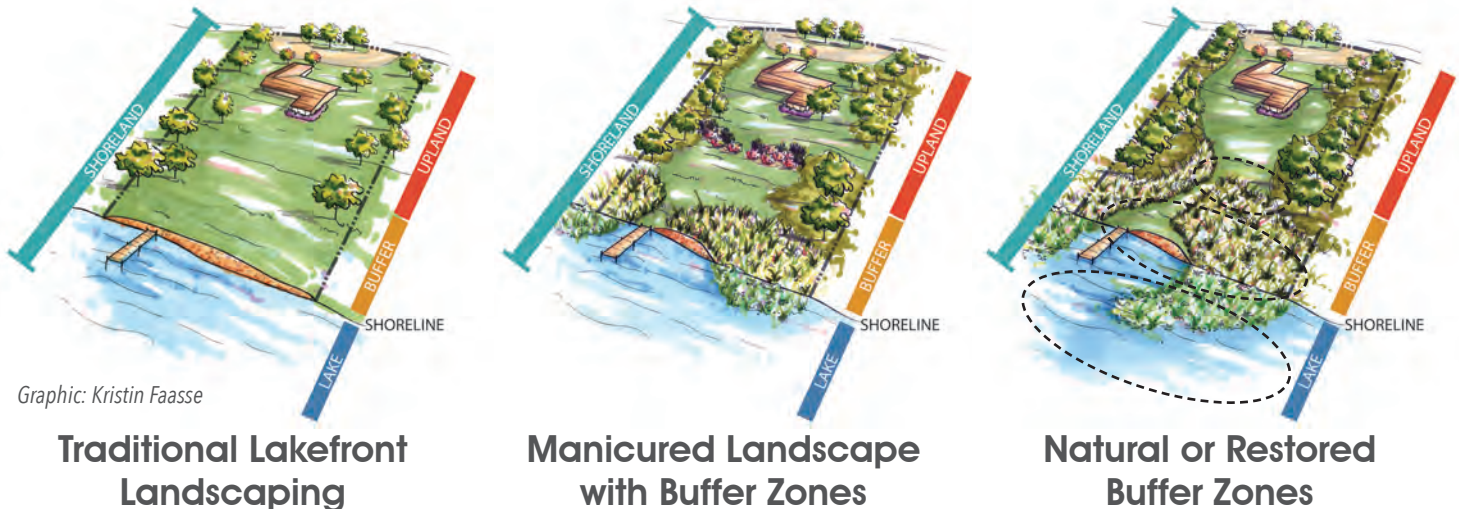 SHORELAND
UPLAND
BUFFER
SHORELINE
LAKE
Graphic: Kristin Faasse
Traditional Lakefront
Landscaping
SHORELAND
UPLAND
BUFFER
SHORELINE
LAKE
Manicured Landscape
with Buffer Zones
SHORELAND
UPLAND
BUFFER
SHORELINE
LAKE
Natural or Restored
Buffer Zones